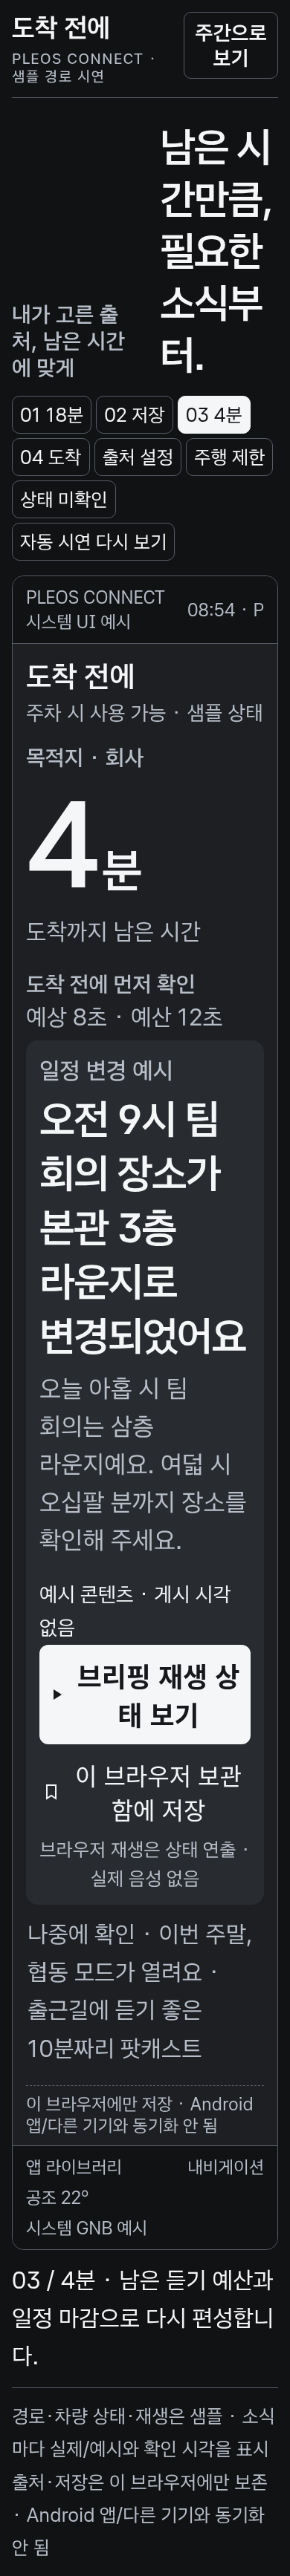 도착 전에
PLEOS CONNECT ·
샘플 경로 시연
주간으로
보기
내가 고른 출
처, 남은 시간
에 맞게
남은 시
간만큼,
필요한
소식부
터.
01 18분 02 저장 03 4분
04 도착 출처 설정 주행 제한
상태 미확인
자동 시연 다시 보기
PLEOS CONNECT
시스템 UI 예시
08:54 · P
도착 전에
주차 시 사용 가능 · 샘플 상태
목적지 · 회사
4분
도착까지 남은 시간
도착 전에 먼저 확인
예상 8초 · 예산 12초
일정 변경 예시
오전 9시 팀
회의 장소가
본관 3층
라운지로
변경되었어요
오늘 아홉 시 팀
회의는 삼층
라운지예요. 여덟 시
오십팔 분까지 장소를
확인해 주세요.
예시 콘텐츠 · 게시 시각
없음
브리핑 재생 상
태 보기
이 브라우저 보관
함에 저장
브라우저 재생은 상태 연출 ·
실제 음성 없음
나중에 확인 · 이번 주말,
협동 모드가 열려요 ·
출근길에 듣기 좋은
10분짜리 팟캐스트
이 브라우저에만 저장 · Android
앱/다른 기기와 동기화 안 됨
앱 라이브러리 내비게이션
공조 22°
시스템 GNB 예시
03 / 4분 · 남은 듣기 예산과
일정 마감으로 다시 편성합니
다.
경로·차량 상태·재생은 샘플 · 소식
마다 실제/예시와 확인 시각을 표시
출처·저장은 이 브라우저에만 보존
· Android 앱/다른 기기와 동기화
안 됨